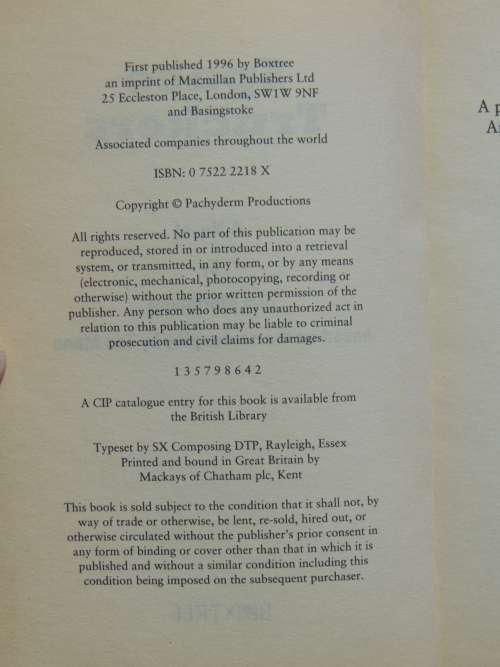 First published 1996 by Boxtree
an imprint of Macmillan Publishers Ltd
25 Eccleston Place, London, SW1W 9NF
and Basingstoke
Associated companies throughout the world
ISBN: 0 7522 2218 X
Copyright © Pachyderm Productions
All rights reserved. No part of this publication may be
reproduced, stored in or introduced into a retrieval
system, or transmitted, in any form, or by any means
(electronic, mechanical, photocopying, recording or
otherwise) without the prior written permission of the
publisher. Any person who does any unauthorized act in
relation to this publication may be liable to criminal
prosecution and civil claims for damages.
1 3 5 7 9 8 6 4 2
A CIP catalogue entry for this book is available from
the British Library
Typeset by SX Composing DTP, Rayleigh, Essex
Printed and bound in Great Britain by
Mackays of Chatham plc, Kent
This book is sold subject to the condition that it shall not, by
way of trade or otherwise, be lent, re-sold, hired out, or
otherwise circulated without the publisher's prior consent in
any form of binding or cover other than that in which it is
published and without a similar condition including this
condition being imposed on the subsequent purchaser.
A